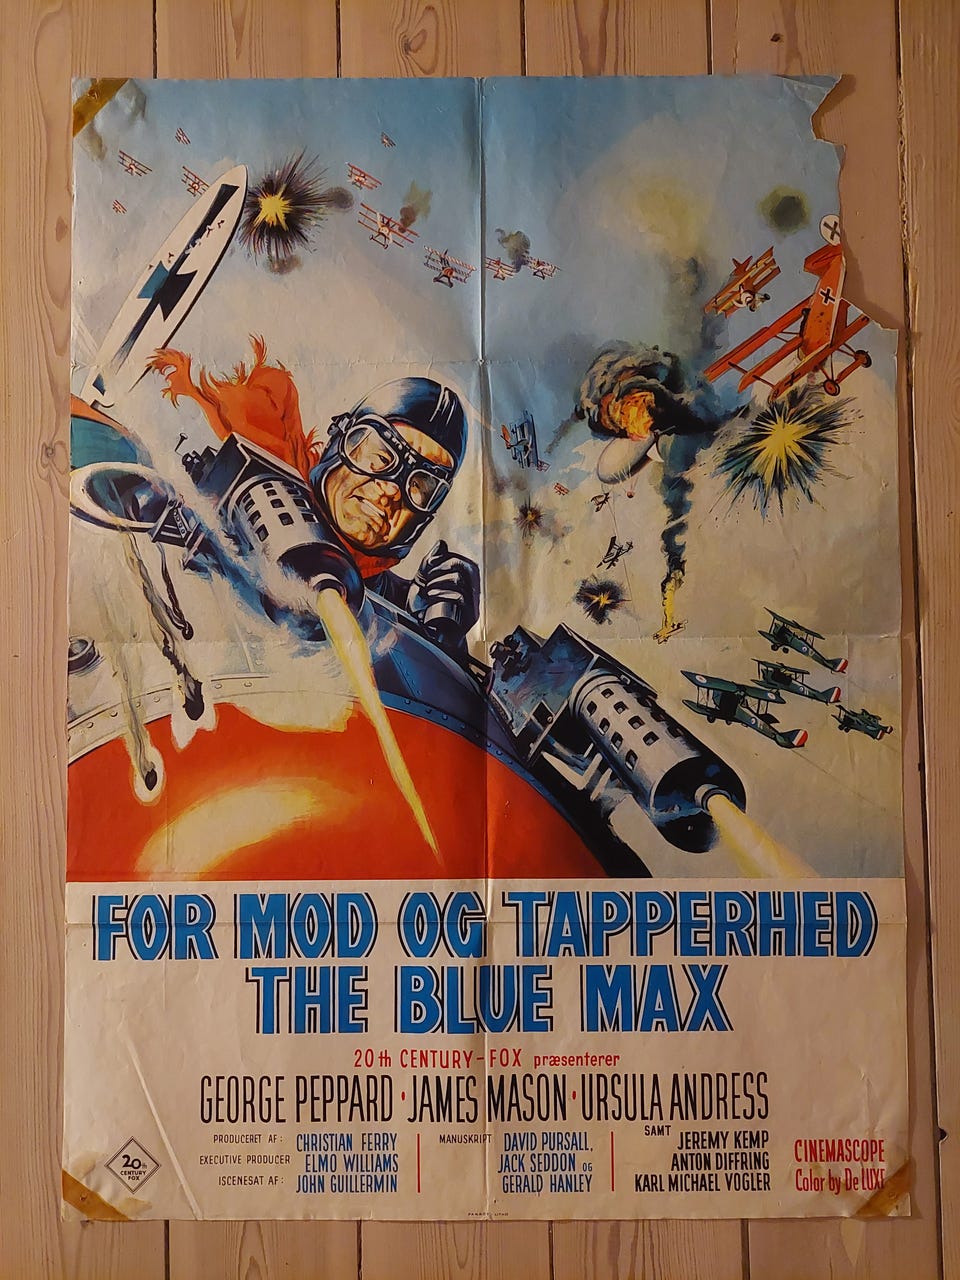 FOR MOD OG TAPPERHED
THE BLUE MAX
20th CENTURY-FOX præsenterer
GEORGE PEPPARD · JAMES MASON · URSULA ANDRESS
PRODUCERET AF: CHRISTIAN FERRY
EXECUTIVE PRODUCER ELMO WILLIAMS
ISCENESAT AF: JOHN GUILLERMIN
MANUSKRIPT DAVID PURSALL,
JACK SEDDON OG
GERALD HANLEY
SAMT JEREMY KEMP
ANTON DIFFRING
KARL MICHAEL VOGLER
CINEMASCOPE
Color by De LUXE
20th
CENTURY
FOX